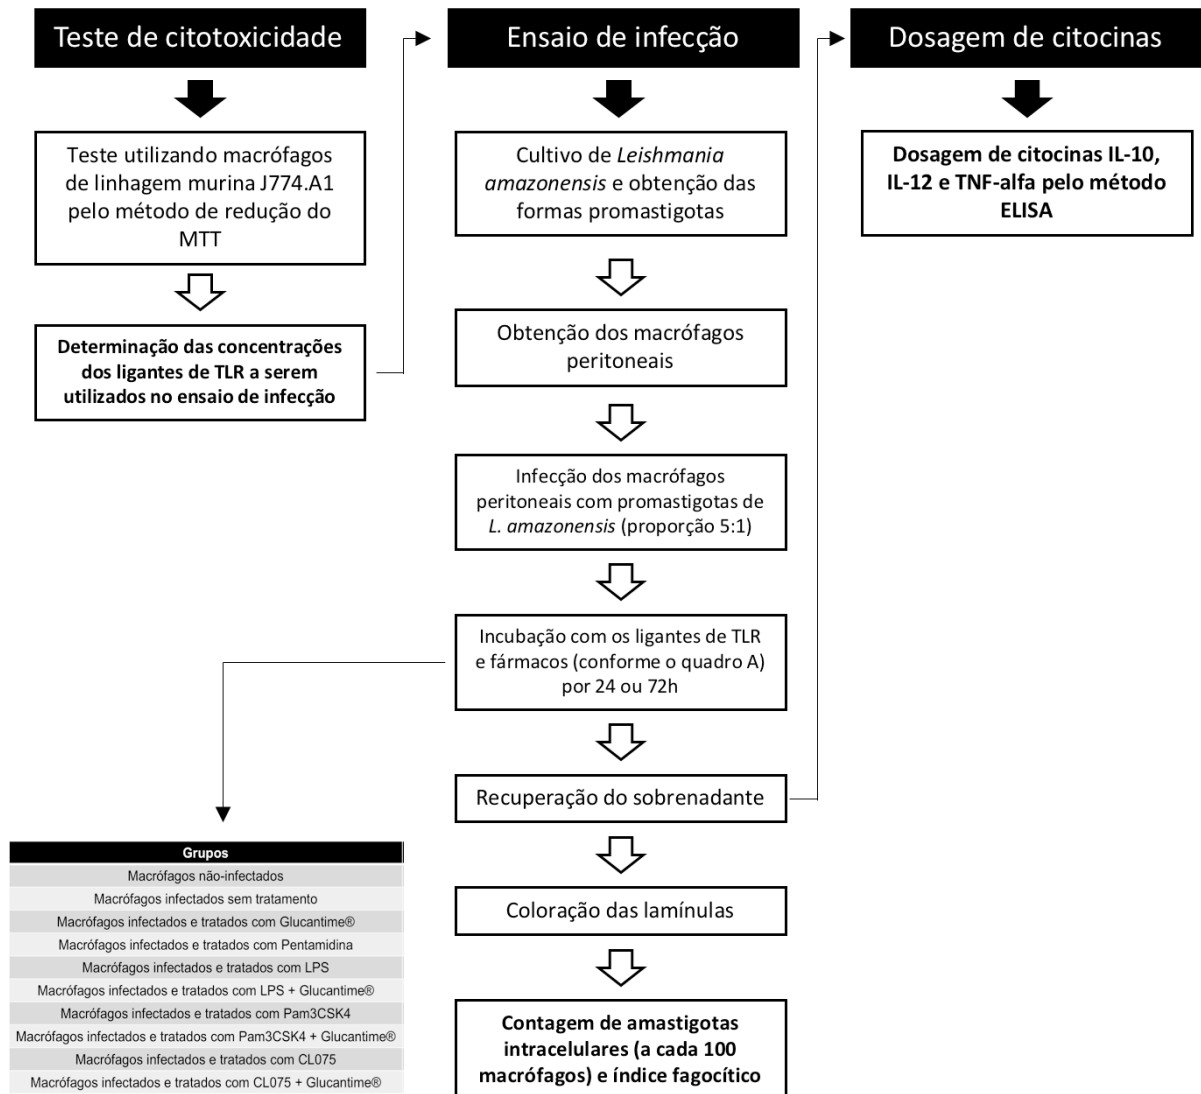 Teste de citotoxicidade
Teste utilizando macrófagos
de linhagem murina J774.A1
pelo método de redução do
MTT
Determinação das concentrações
dos ligantes de TLR a serem
utilizados no ensaio de infecção
Ensaio de infecção
Cultivo de Leishmania
amazonensis e obtenção das
formas promastigotas
Obtenção dos macrófagos
peritoneais
Infecção dos macrófagos
peritoneais com promastigotas de
L. amazonensis (proporção 5:1)
Incubação com os ligantes de TLR
e fármacos (conforme o quadro A)
por 24 ou 72h
Recuperação do sobrenadante
Coloração das lamínulas
Contagem de amastigotas
intracelulares (a cada 100
macrófagos) e índice fagocítico
Dosagem de citocinas
Dosagem de citocinas IL-10,
IL-12 e TNF-alfa pelo método
ELISA
Grupos
Macrófagos não-infectados
Macrófagos infectados sem tratamento
Macrófagos infectados e tratados com Glucantime®
Macrófagos infectados e tratados com Pentamidina
Macrófagos infectados e tratados com LPS
Macrófagos infectados e tratados com LPS + Glucantime®
Macrófagos infectados e tratados com Pam3CSK4
Macrófagos infectados e tratados com Pam3CSK4 + Glucantime®
Macrófagos infectados e tratados com CL075
Macrófagos infectados e tratados com CL075 + Glucantime®